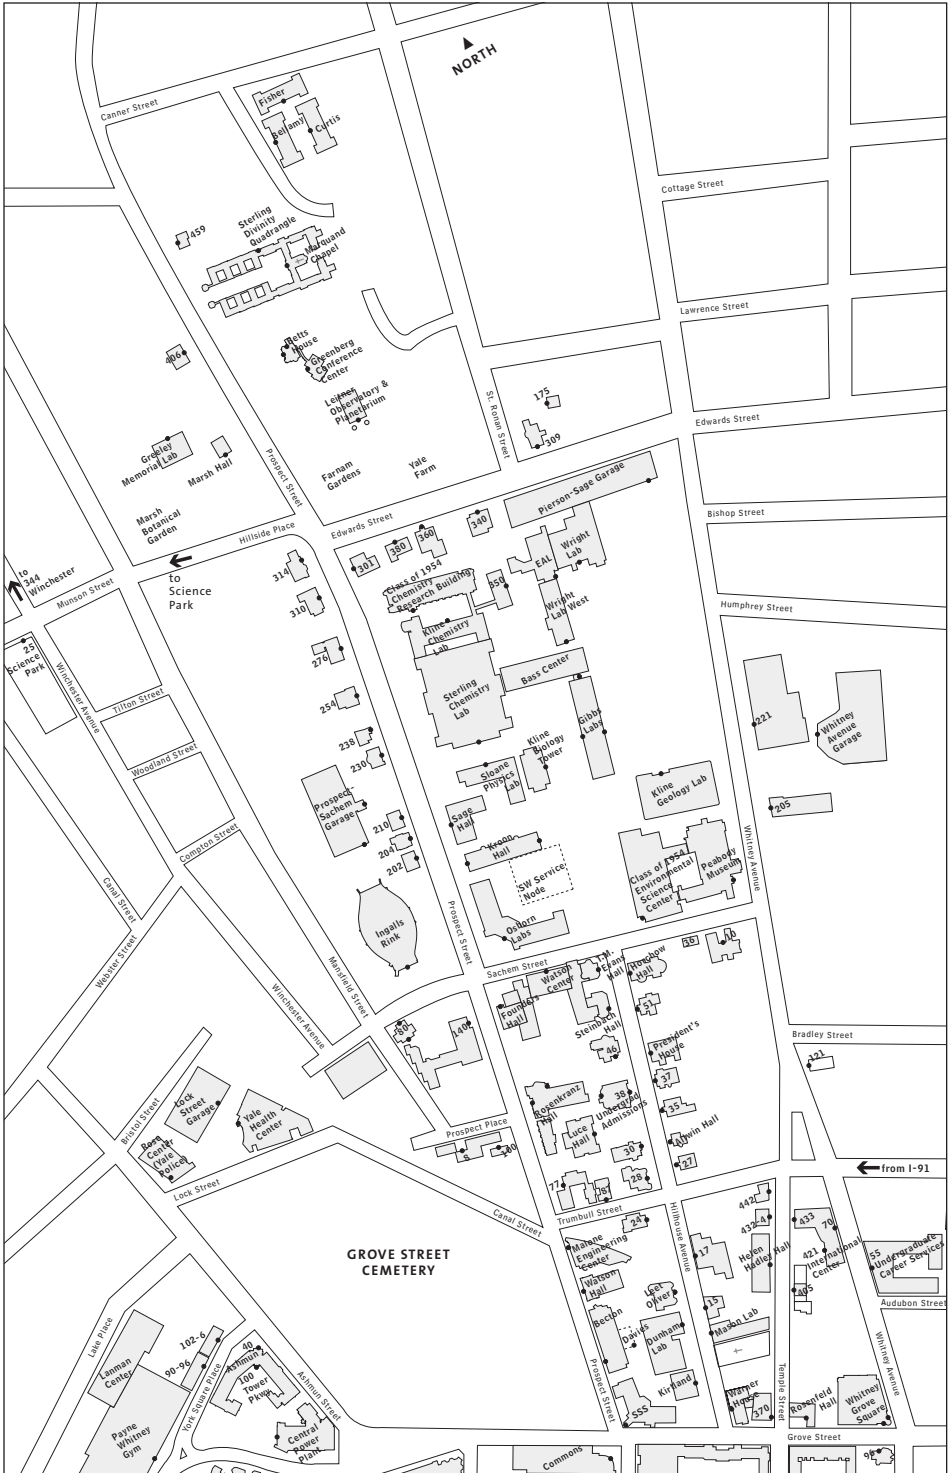 NORTH
Canner Street
Fisher
Bellamy
Curtis
Cottage Street
459
Sterling
Divinity
Quadrangle
Marquand
Chapel
Lawrence Street
406
Betts
House
Greenberg
Conference
Center
Leitner
Observatory &
Planetarium
175
309
St. Ronan Street
Edwards Street
Greeley
Memorial Lab
Marsh Hall
Prospect Street
Farnam
Gardens
Yale
Farm
Pierson-Sage Garage
Marsh
Botanical
Garden
Hillside Place
Edwards Street
Bishop Street
340
360
380
301
EAL
Wright
Lab
to
344
Winchester
Munson Street
to
Science
Park
314
310
Class of 1954
Chemistry
Research Building
350
Wright
Lab West
Humphrey Street
Kline
Chemistry
Lab
25
Science
Park
Winchester Avenue
276
Bass Center
Tilton Street
254
Sterling
Chemistry
Lab
Gibbs
Labs
221
Whitney
Avenue
Garage
238
230
Woodland Street
Kline
Biology
Tower
Sloane
Physics
Lab
Kline
Geology Lab
Prospect-
Sachem
Garage
205
210
204
202
Sage
Hall
Compton Street
Kroon
Hall
SW Service
Node
Class of 1954
Environmental
Science
Center
Peabody
Museum
Whitney Avenue
Canal Street
Ingalls
Rink
Prospect Street
Osborn
Labs
Webster Street
Sachem Street
Mansfield Street
Winchester Avenue
10
36
T.M.
Evans
Hall
Horchow
Hall
Watson
Center
Founders
Hall
51
Steinbach
Hall
80
140
46
President's
House
Bradley Street
121
37
Lock
Street
Garage
Yale
Health
Center
Rosenkranz
Hall
38
Undergrad
Admissions
35
Bristol Street
Prospect Place
Luce
Hall
Rose
Center
(Yale
Police)
8
100
30
27
28
77
87
from I-91
Lock Street
Canal Street
Trumbull Street
Hillhouse Avenue
24
442
432-4
433
70
GROVE STREET
CEMETERY
Malone
Engineering
Center
17
Helen
Hadley Hall
421
International
Center
55
Undergraduate
Career Services
Watson
Hall
Leet
Oliver
405
15
Audubon Street
Lake Place
102-6
90-96
Becton
Davies
Dunham
Lab
Mason Lab
Whitney Avenue
Lanman
Center
40
Ashmun
100
Tower
Pkwy
York Square Place
Ashmun Street
Prospect Street
Kirtland
Warner
House
370
Temple Street
Rosenfeld
Hall
Whitney
Grove
Square
Payne
Whitney
Gym
Central
Power
Plant
SSS
Grove Street
Commons